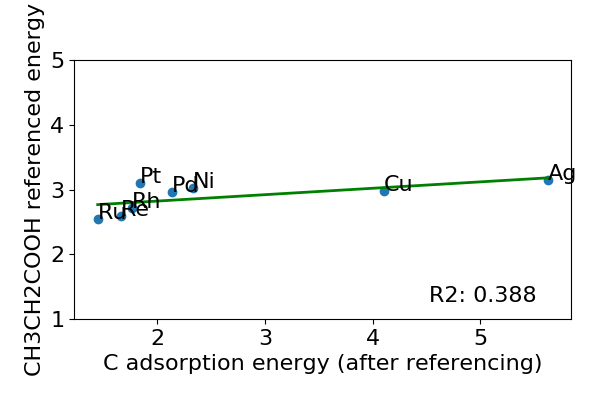 CH3CH2COOH referenced energy
5
4
3
2
1
Pt
Pd
Ni
Rh
Re
Ru
Cu
Ag
R2: 0.388
2
3
4
5
C adsorption energy (after referencing)